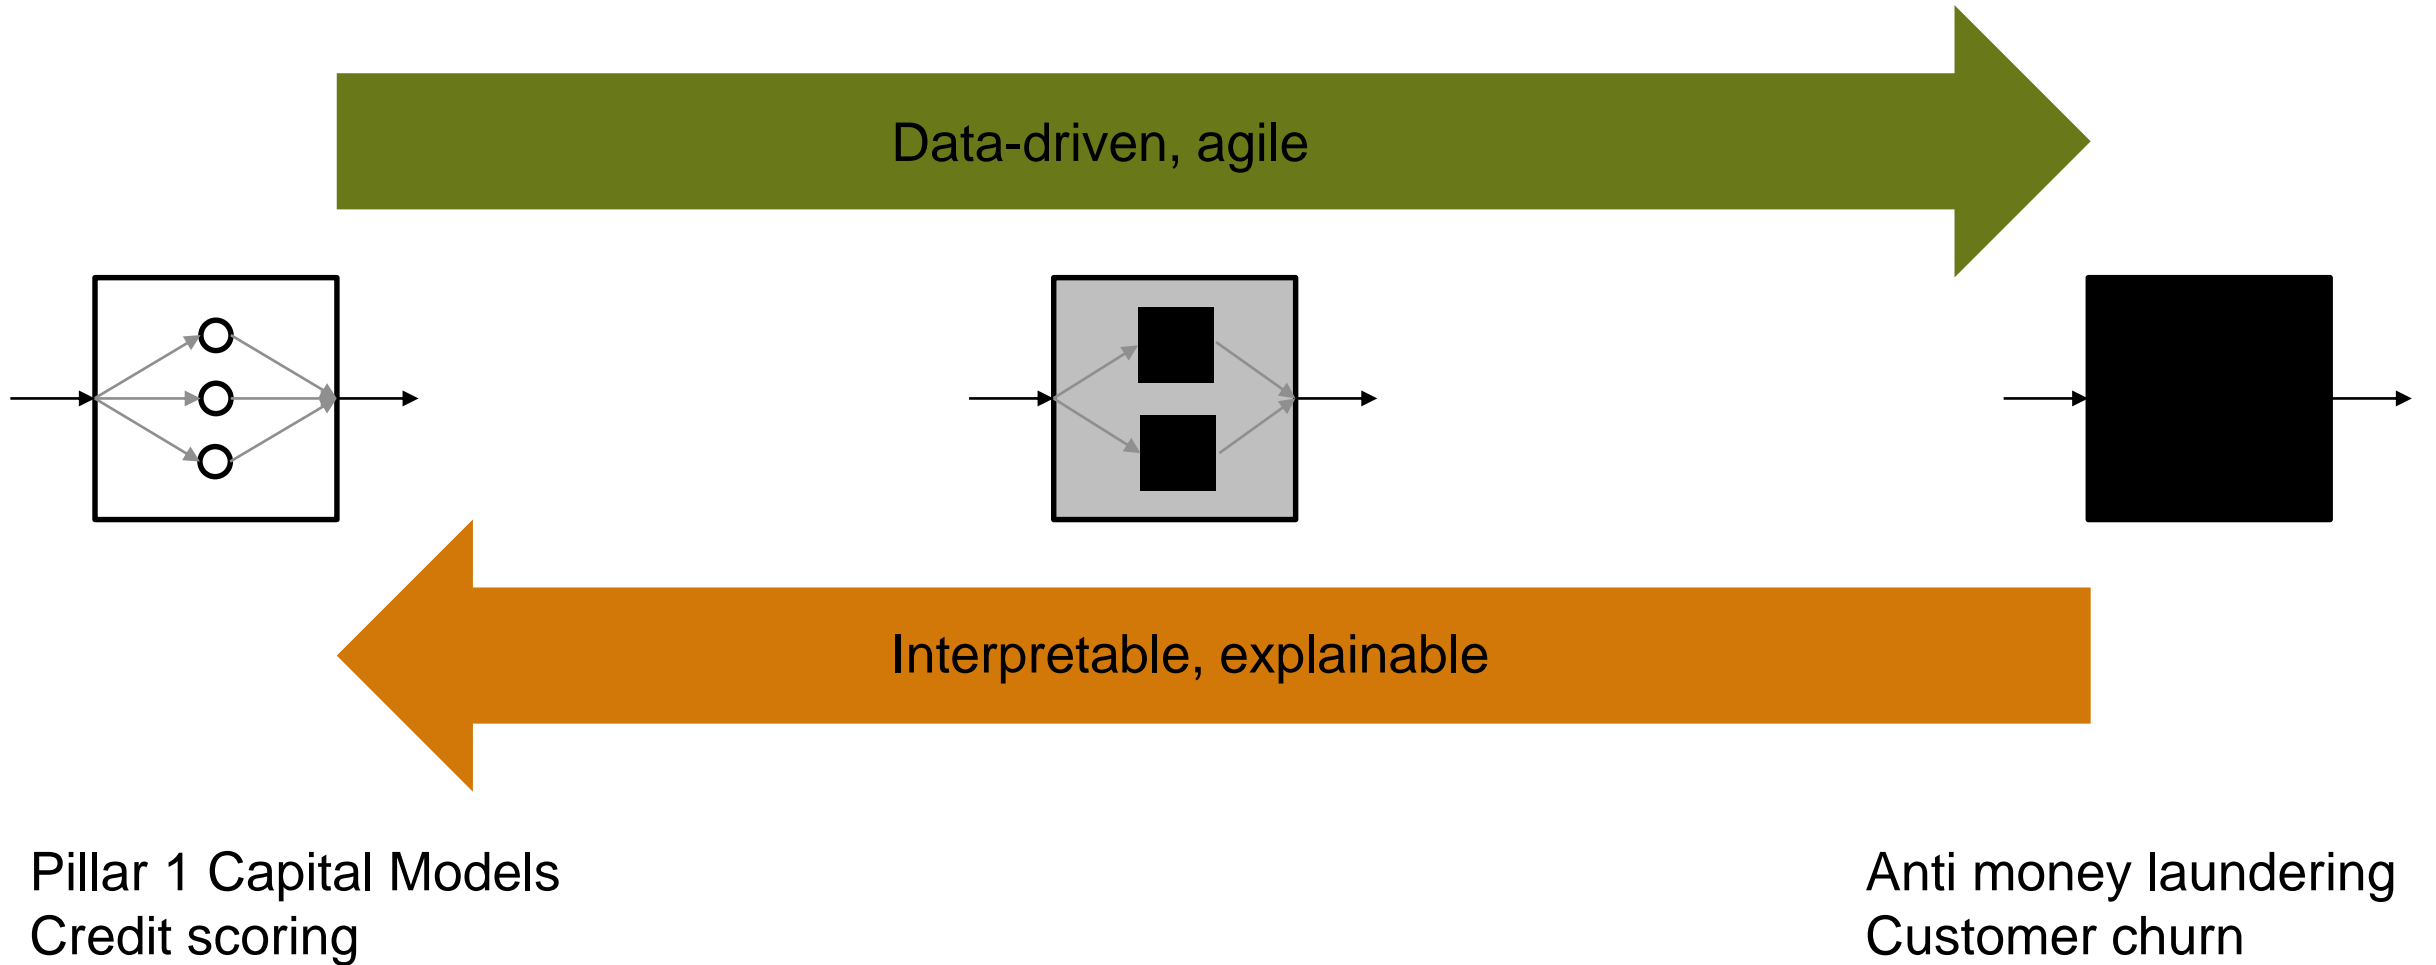 Data-driven, agile
Interpretable, explainable
Pillar 1 Capital Models
Credit scoring
Anti money laundering
Customer churn